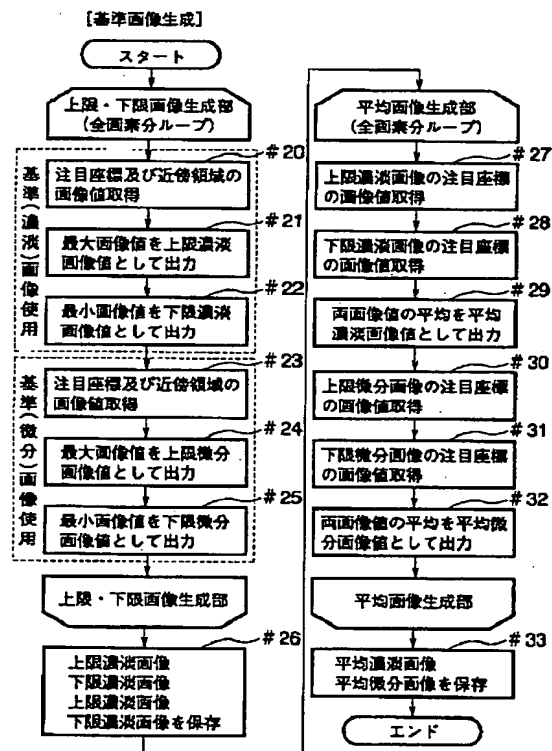 [基準画像生成]
スタート
上限・下限画像生成部
(全画素分ループ)
基準(濃淡)画像使用
#20
注目座標及び近傍領域の
画像値取得
#21
最大画像値を上限濃淡
画像値として出力
#22
最小画像値を下限濃淡
画像値として出力
基準(微分)画像使用
#23
注目座標及び近傍領域の
画像値取得
#24
最大画像値を上限微分
画像値として出力
#25
最小画像値を下限微分
画像値として出力
上限・下限画像生成部
#26
上限濃淡画像
下限濃淡画像
上限濃淡画像
下限濃淡画像を保存
平均画像生成部
(全画素分ループ)
#27
上限濃淡画像の注目座標
の画像値取得
#28
下限濃淡画像の注目座標
の画像値取得
#29
両画像値の平均を平均
濃淡画像値として出力
#30
上限微分画像の注目座標
の画像値取得
#31
下限微分画像の注目座標
の画像値取得
#32
両画像値の平均を平均微
分画像値として出力
平均画像生成部
#33
平均濃淡画像
平均微分画像を保存
エンド